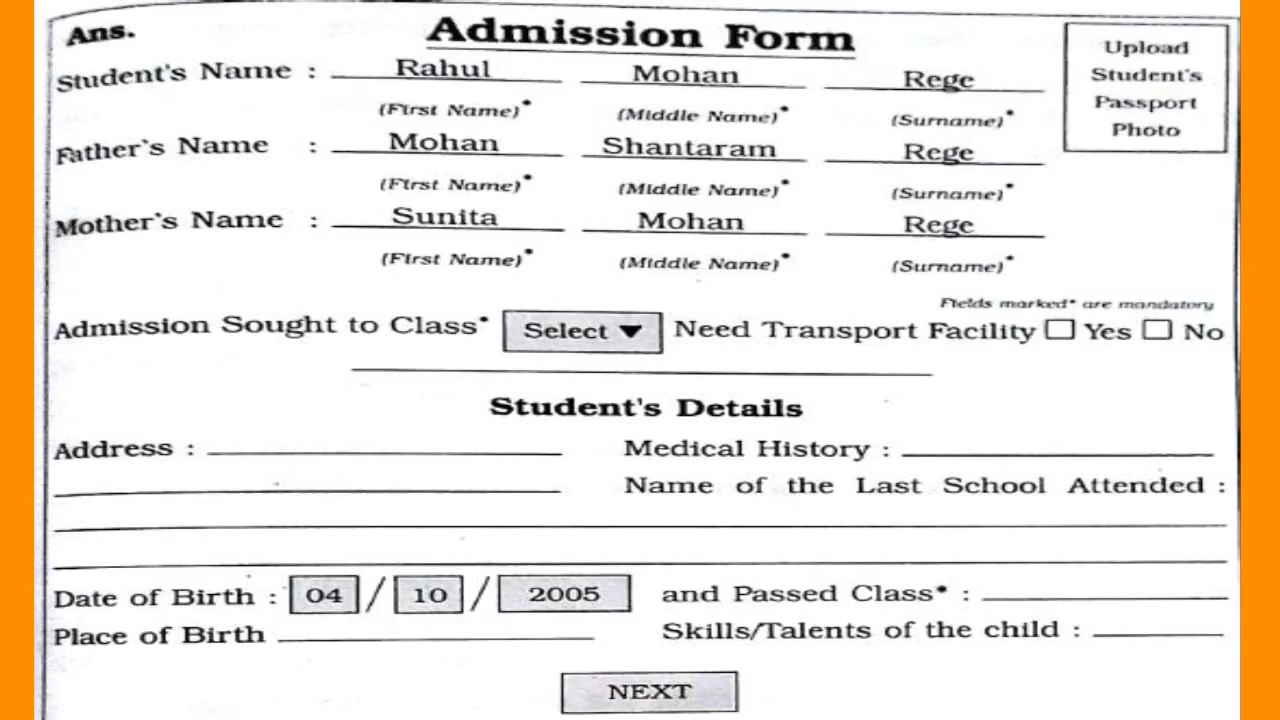 Ans.
Admission Form
Upload
Student's
Passport
Photo
Student's Name : Rahul Mohan Rege
(First Name)* (Middle Name)* (Surname)*
Father's Name : Mohan Shantaram Rege
(First Name)* (Middle Name)* (Surname)*
Mother's Name : Sunita Mohan Rege
(First Name)* (Middle Name)* (Surname)*
Fields marked* are mandatory
Admission Sought to Class* Select ▼ Need Transport Facility ☐ Yes ☐ No
Student's Details
Address : Medical History :
Name of the Last School Attended :
Date of Birth : 04 / 10 / 2005 and Passed Class* :
Place of Birth Skills/Talents of the child :
NEXT